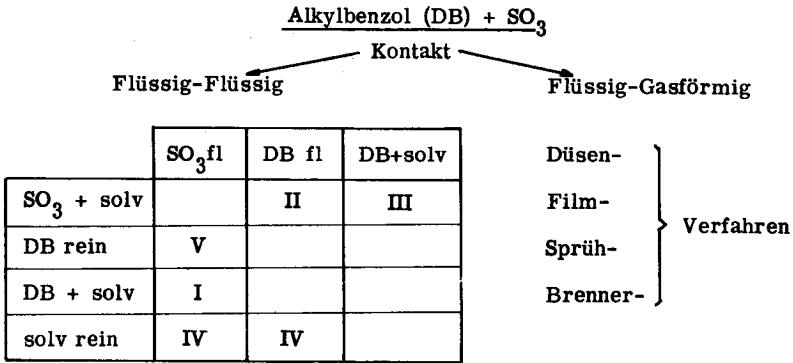 Alkylbenzol (DB) + SO3
Kontakt
Flüssig-Flüssig
Flüssig-Gasförmig
SO3fl DB fl DB+solv
SO3 + solv II III
DB rein V
DB + solv I
solv rein IV IV
Düsen-
Film-
Sprüh-
Brenner-
Verfahren